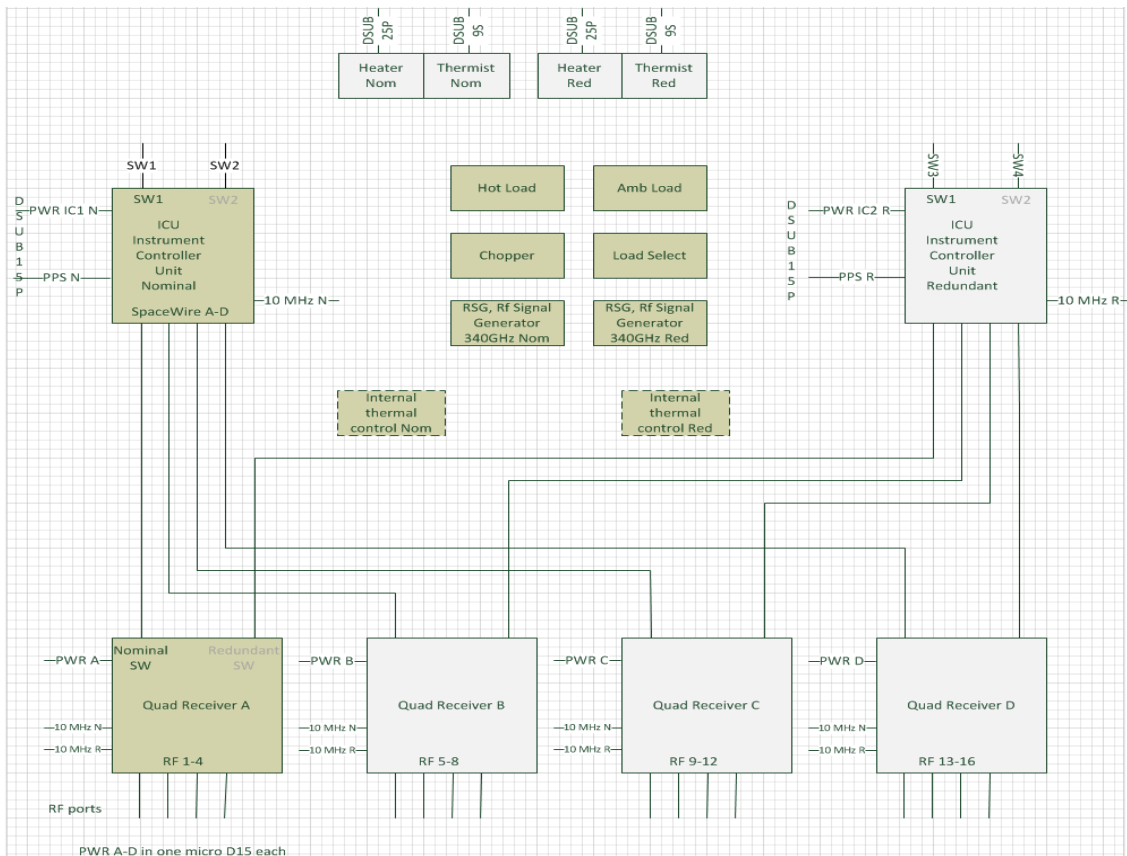 DSUB
25P
DSUB
9S
DSUB
25P
DSUB
9S
Heater
Nom
Thermist
Nom
Heater
Red
Thermist
Red
SW1
SW2
SW3
SW4
DSUB15P
PWR IC1 N
PPS N
SW1
SW2
ICU
Instrument
Controller
Unit
Nominal
SpaceWire A-D
10 MHz N
Hot Load
Amb Load
Chopper
Load Select
RSG, Rf Signal
Generator
340GHz Nom
RSG, Rf Signal
Generator
340GHz Red
Internal
thermal
control Nom
Internal
thermal
control Red
DSUB15P
PWR IC2 R
PPS R
SW1
SW2
ICU
Instrument
Controller
Unit
Redundant
10 MHz R
PWR A
10 MHz N
10 MHz R
Nominal
SW
Redundant
SW
Quad Receiver A
RF 1-4
PWR B
10 MHz N
10 MHz R
Quad Receiver B
RF 5-8
PWR C
10 MHz N
10 MHz R
Quad Receiver C
RF 9-12
PWR D
10 MHz N
10 MHz R
Quad Receiver D
RF 13-16
RF ports
PWR A-D in one micro D15 each